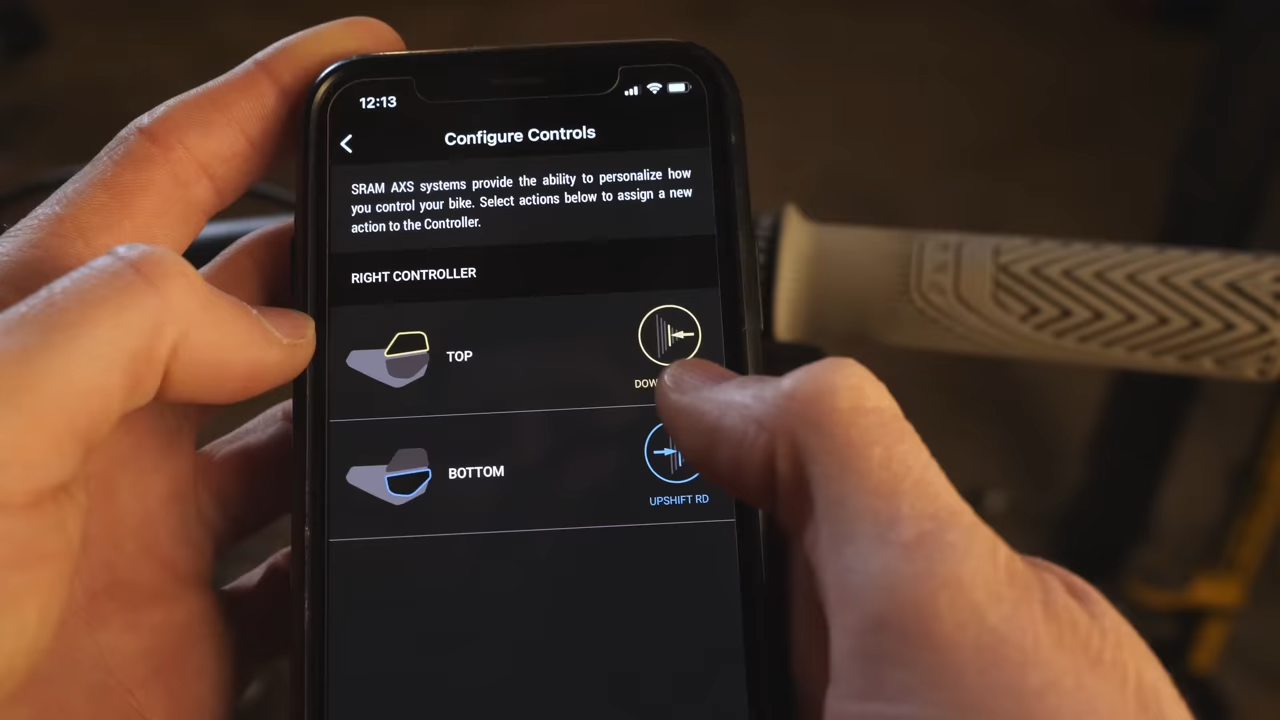 12:13
Configure Controls
SRAM AXS systems provide the ability to personalize how
you control your bike. Select actions below to assign a new
action to the Controller.
RIGHT CONTROLLER
TOP
BOTTOM
UPSHIFT RD